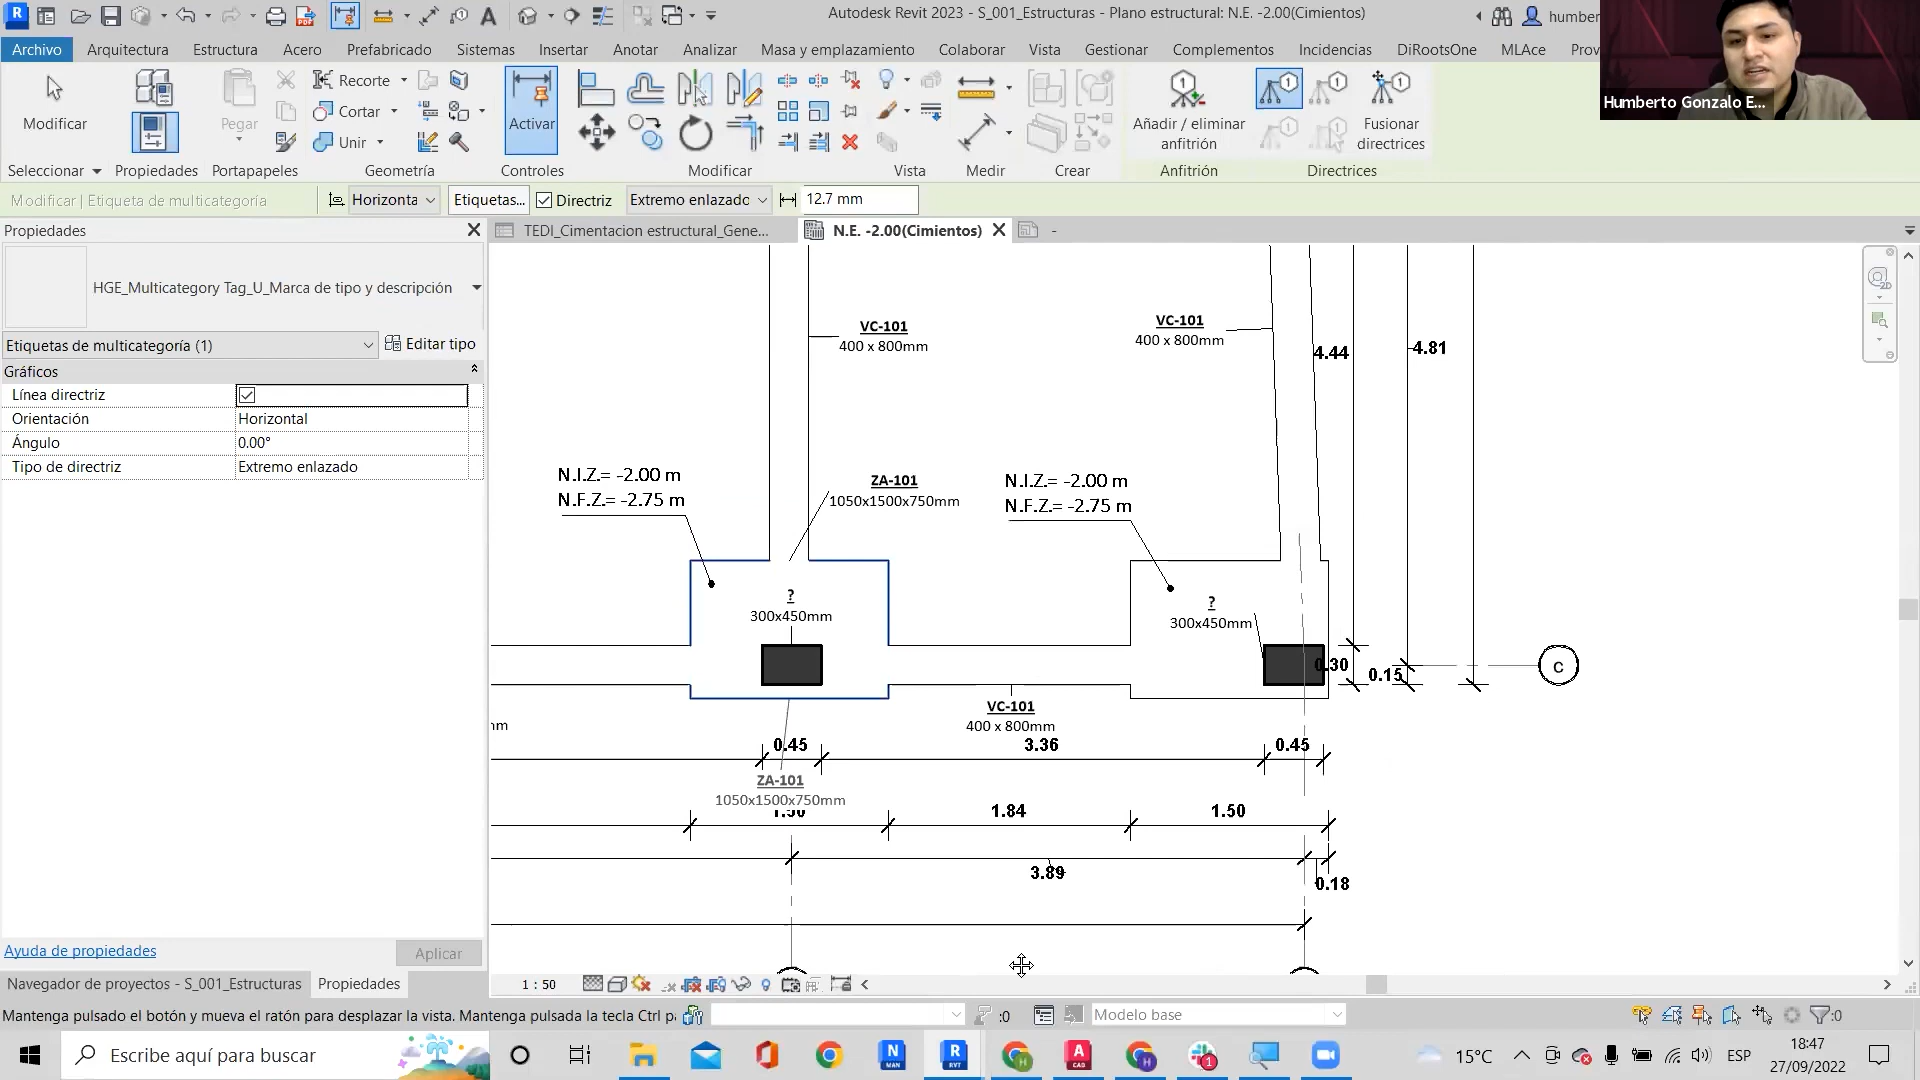 Autodesk Revit 2023 - S_001_Estructuras - Plano estructural: N.E. -2.00(Cimientos)
humber
Archivo Arquitectura Estructura Acero Prefabricado Sistemas Insertar Anotar Analizar Masa y emplazamiento Colaborar Vista Gestionar Complementos Incidencias DiRootsOne MLAce Prov
Humberto Gonzalo E...
Modificar
Pegar
Recorte
Cortar
Unir
Activar
Añadir / eliminar
anfitrión
Fusionar
directrices
Seleccionar Propiedades Portapapeles Geometría Controles Modificar Vista Medir Crear Anfitrión Directrices
Modificar | Etiqueta de multicategoría
Horizonta
Etiquetas...
Directriz
Extremo enlazado
12.7 mm
Propiedades
TEDI_Cimentacion estructural_Gene...
N.E. -2.00(Cimientos)
-
HGE_Multicategory Tag_U_Marca de tipo y descripción
Etiquetas de multicategoría (1)
Editar tipo
Gráficos
Línea directriz
Orientación Horizontal
Ángulo 0.00°
Tipo de directriz Extremo enlazado
VC-101
400 x 800mm
VC-101
400 x 800mm
4.44
4.81
N.I.Z.= -2.00 m
N.F.Z.= -2.75 m
ZA-101
1050x1500x750mm
N.I.Z.= -2.00 m
N.F.Z.= -2.75 m
?
300x450mm
?
300x450mm
0.30
0.15
C
VC-101
400 x 800mm
0.45
3.36
0.45
ZA-101
1050x1500x750mm
1.50
1.84
1.50
3.89
0.18
2D
Ayuda de propiedades
Aplicar
Navegador de proyectos - S_001_Estructuras
Propiedades
1 : 50
Mantenga pulsado el botón y mueva el ratón para desplazar la vista. Mantenga pulsada la tecla Ctrl p
:0
Modelo base
:0
Escribe aquí para buscar
15°C
ESP
18:47
27/09/2022